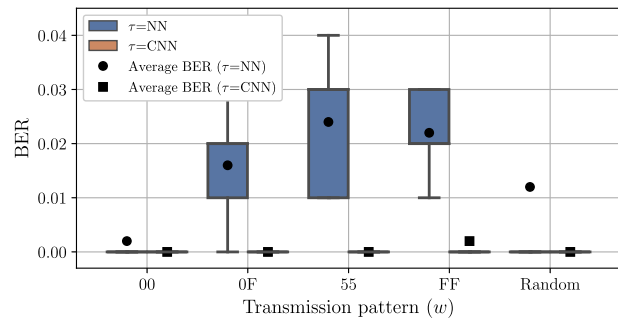 τ=NN
τ=CNN
Average BER (τ=NN)
Average BER (τ=CNN)
BER
0.04
0.03
0.02
0.01
0.00
00 0F 55 FF Random
Transmission pattern (w)